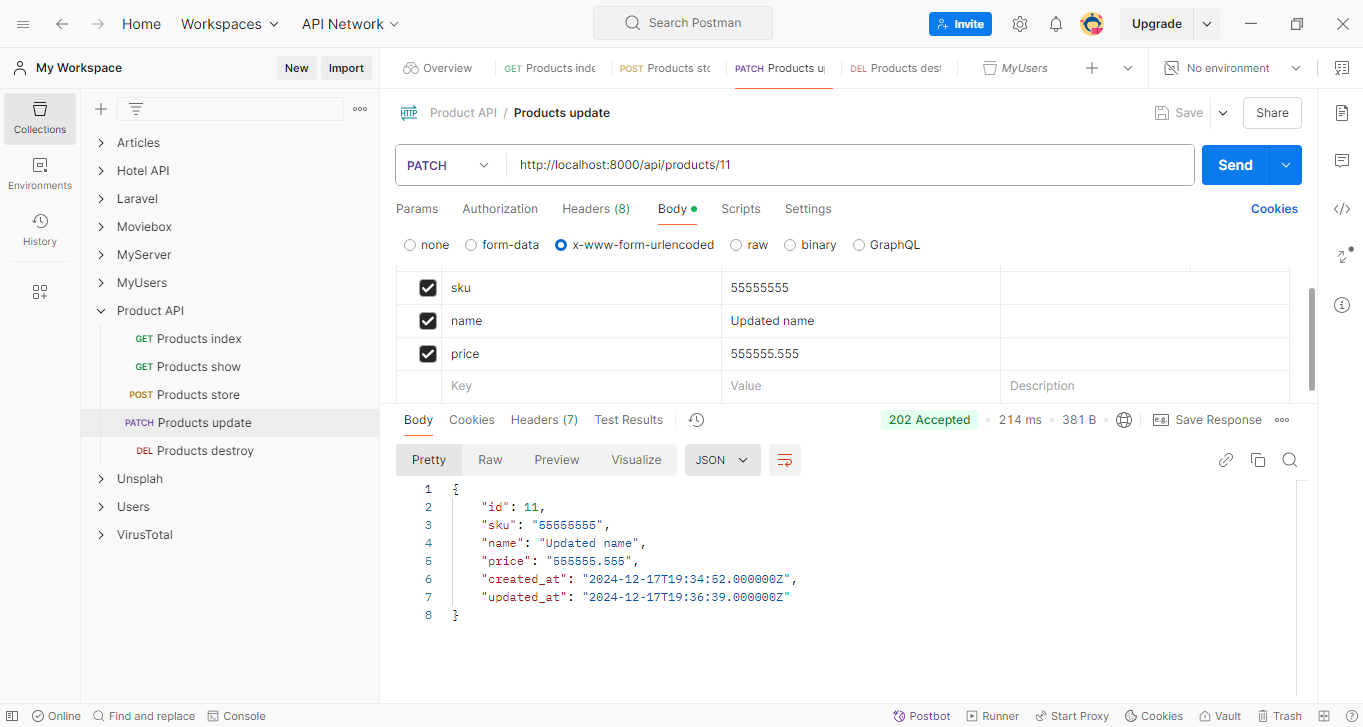 Home Workspaces API Network Search Postman Invite Upgrade
My Workspace New Import Overview GET Products inde POST Products sto PATCH Products u DEL Products dest MyUsers No environment
Collections
Environments
History
Articles
Hotel API
Laravel
Moviebox
MyServer
MyUsers
Product API
GET Products index
GET Products show
POST Products store
PATCH Products update
DEL Products destroy
Unsplah
Users
VirusTotal
HTTP Product API / Products update Save Share
PATCH http://localhost:8000/api/products/11 Send
Params Authorization Headers (8) Body Scripts Settings Cookies
none form-data x-www-form-urlencoded raw binary GraphQL
sku 55555555
name Updated name
price 555555.555
Key Value Description
Body Cookies Headers (7) Test Results 202 Accepted 214 ms 381 B e.g. Save Response
Pretty Raw Preview Visualize JSON
1 {
2 "id": 11,
3 "sku": "55555555",
4 "name": "Updated name",
5 "price": "555555.555",
6 "created_at": "2024-12-17T19:34:52.000000Z",
7 "updated_at": "2024-12-17T19:36:39.000000Z"
8 }
Online Find and replace Console Postbot Runner Start Proxy Cookies Vault Trash